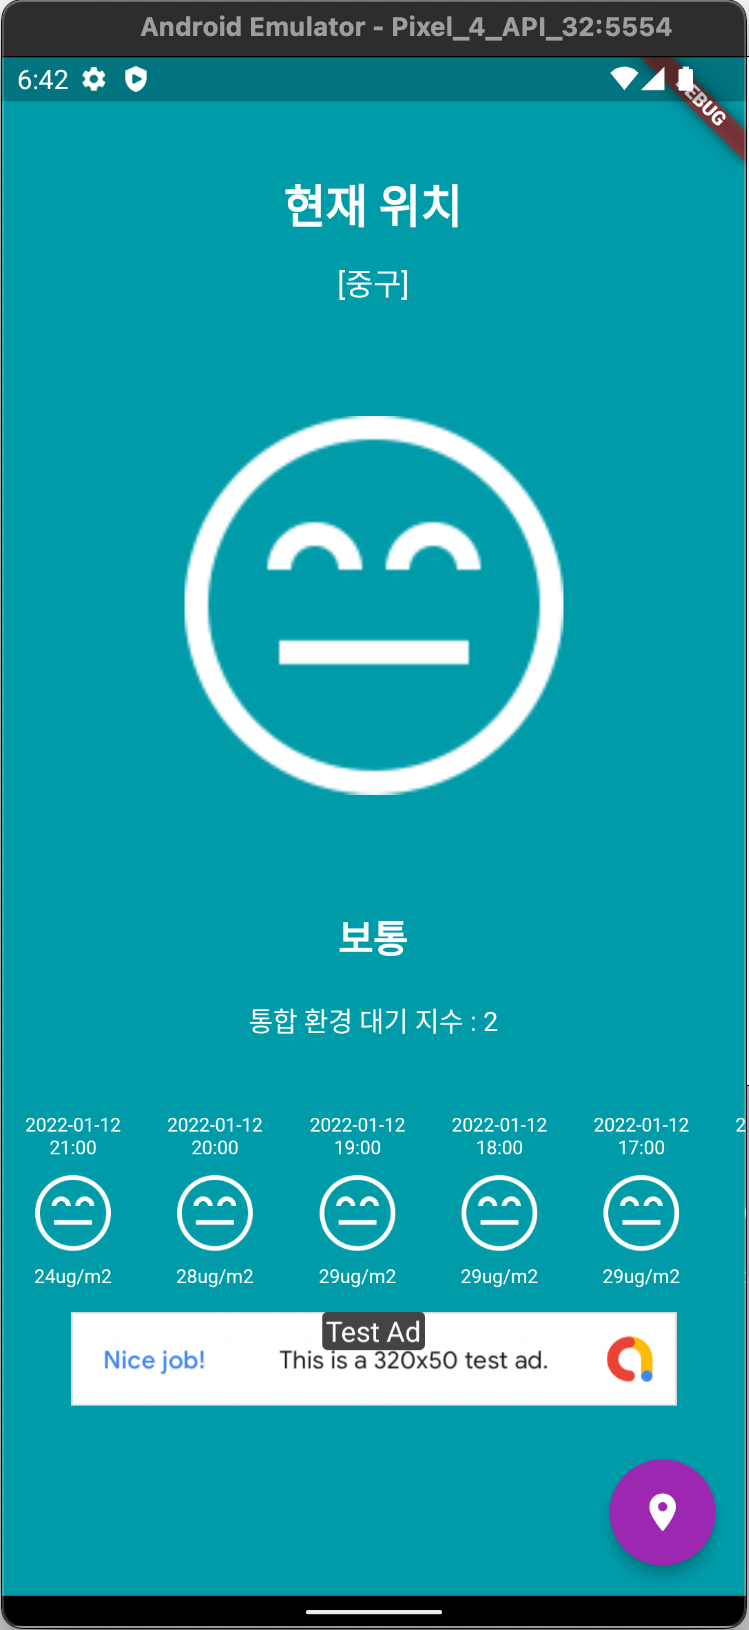 Android Emulator - Pixel_4_API_32:5554
6:42
EBUG
현재 위치
[중구]
보통
통합 환경 대기 지수 : 2
2022-01-12 2022-01-12 2022-01-12 2022-01-12 2022-01-12 2
21:00 20:00 19:00 18:00 17:00
24ug/m2 28ug/m2 29ug/m2 29ug/m2 29ug/m2
Test Ad
Nice job! This is a 320x50 test ad.